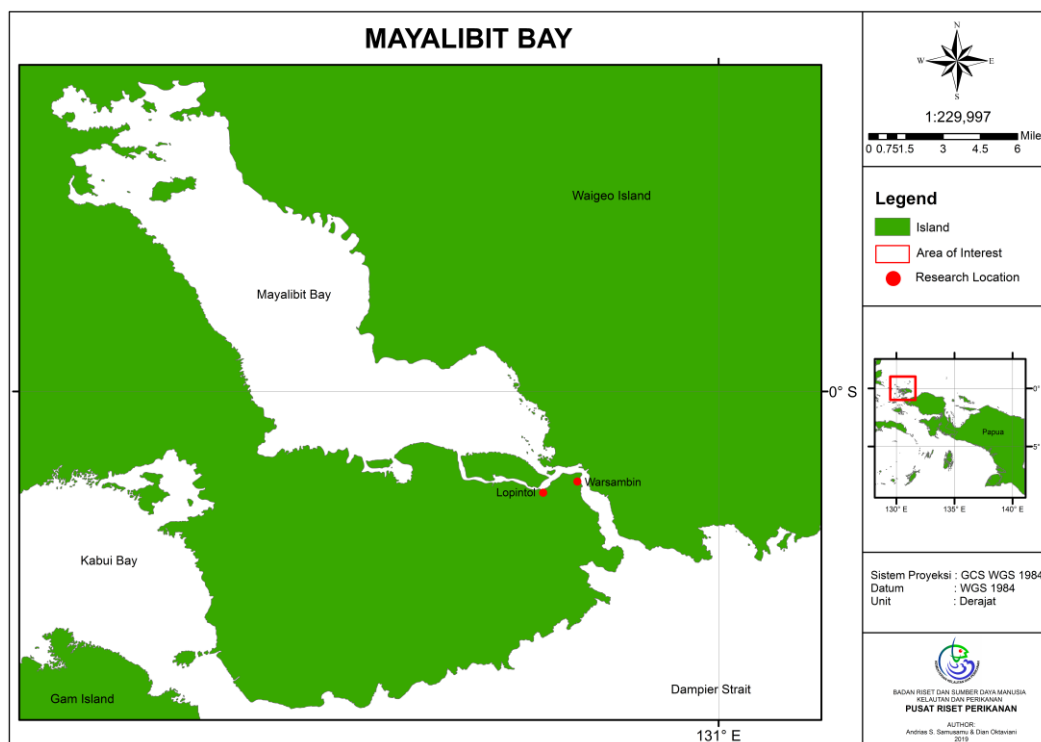 MAYALIBIT BAY
Waigeo Island
Mayalibit Bay
0° S
Warsambin
Lopintol
Kabui Bay
Gam Island
Dampier Strait
131° E
N
W E
S
1:229,997
Mile
0 0.751.5 3 4.5 6
Legend
Island
Area of Interest
Research Location
0°
Papua
5°
130° E 135° E 140° E
Sistem Proyeksi : GCS WGS 1984
Datum : WGS 1984
Unit : Derajat
BADAN RISET DAN SUMBER DAYA MANUSIA
KELAUTAN DAN PERIKANAN
PUSAT RISET PERIKANAN
AUTHOR:
Andrias S. Samusamu & Dian Oktaviani
2019